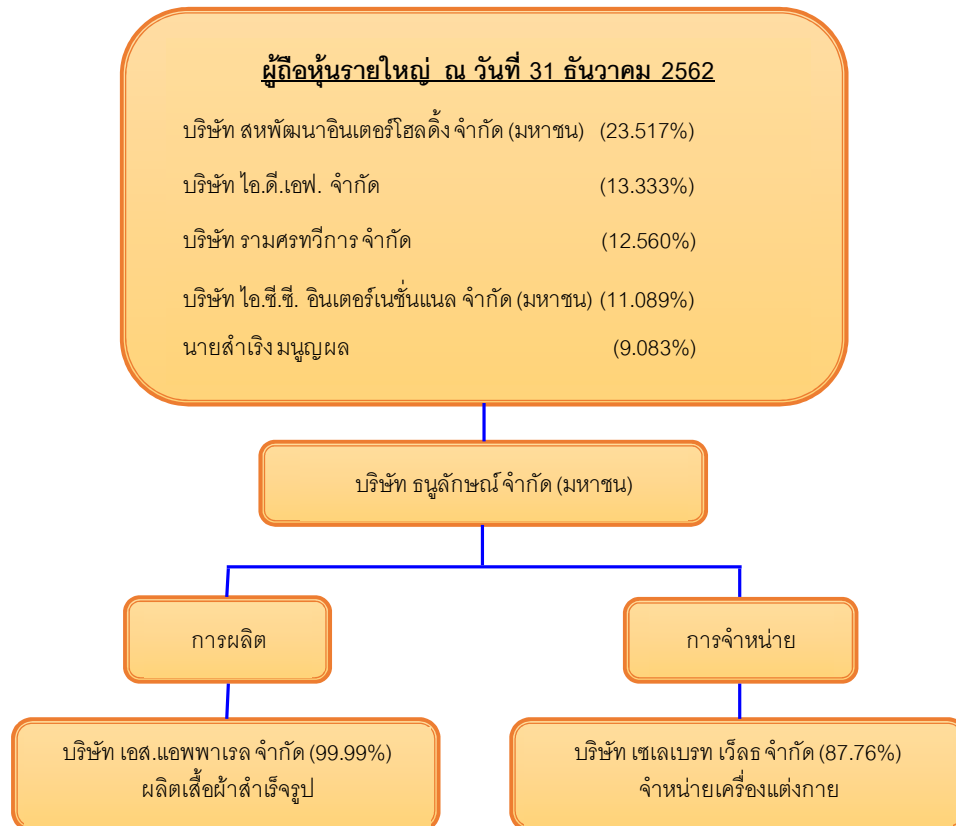 ผู้ถือหุ้นรายใหญ่ ณ วันที่ 31 ธันวาคม 2562
บริษัท สหพัฒนาอินเตอร์โฮลดิ้ง จำกัด (มหาชน) (23.517%)
บริษัท ไอ.ดี.เอฟ. จำกัด (13.333%)
บริษัท รามศรทวีการ จำกัด (12.560%)
บริษัท ไอ.ซี.ซี. อินเตอร์เนชั่นแนล จำกัด (มหาชน) (11.089%)
นายสำเริง มนูญผล (9.083%)
บริษัท ธนูลักษณ์ จำกัด (มหาชน)
การผลิต
การจำหน่าย
บริษัท เอส.แอพพาเรล จำกัด (99.99%)
ผลิตเสื้อผ้าสำเร็จรูป
บริษัท เซเลเบรท เว็ลธ จำกัด (87.76%)
จำหน่ายเครื่องแต่งกาย